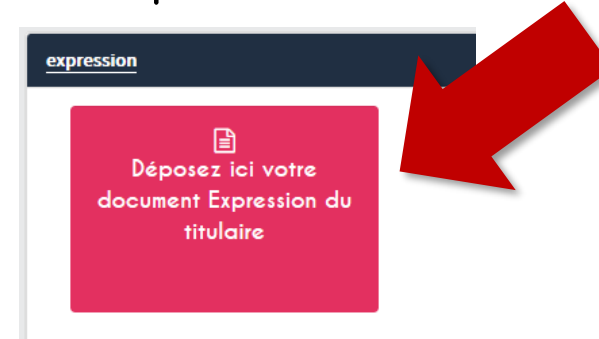 expression
Déposez ici votre
document Expression du
titulaire